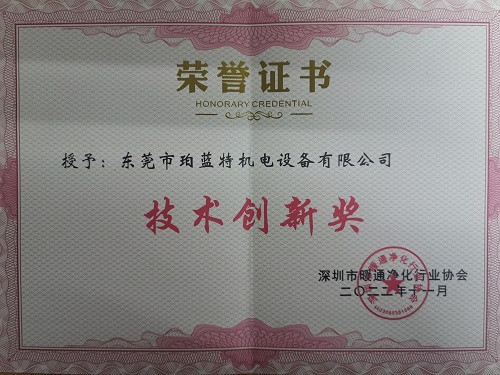 荣誉证书
HONORARY CREDENTIAL
授予：东莞市珀蓝特机电设备有限公司
技术创新奖
深圳市暖通净化行业协会
二〇二二年十一月